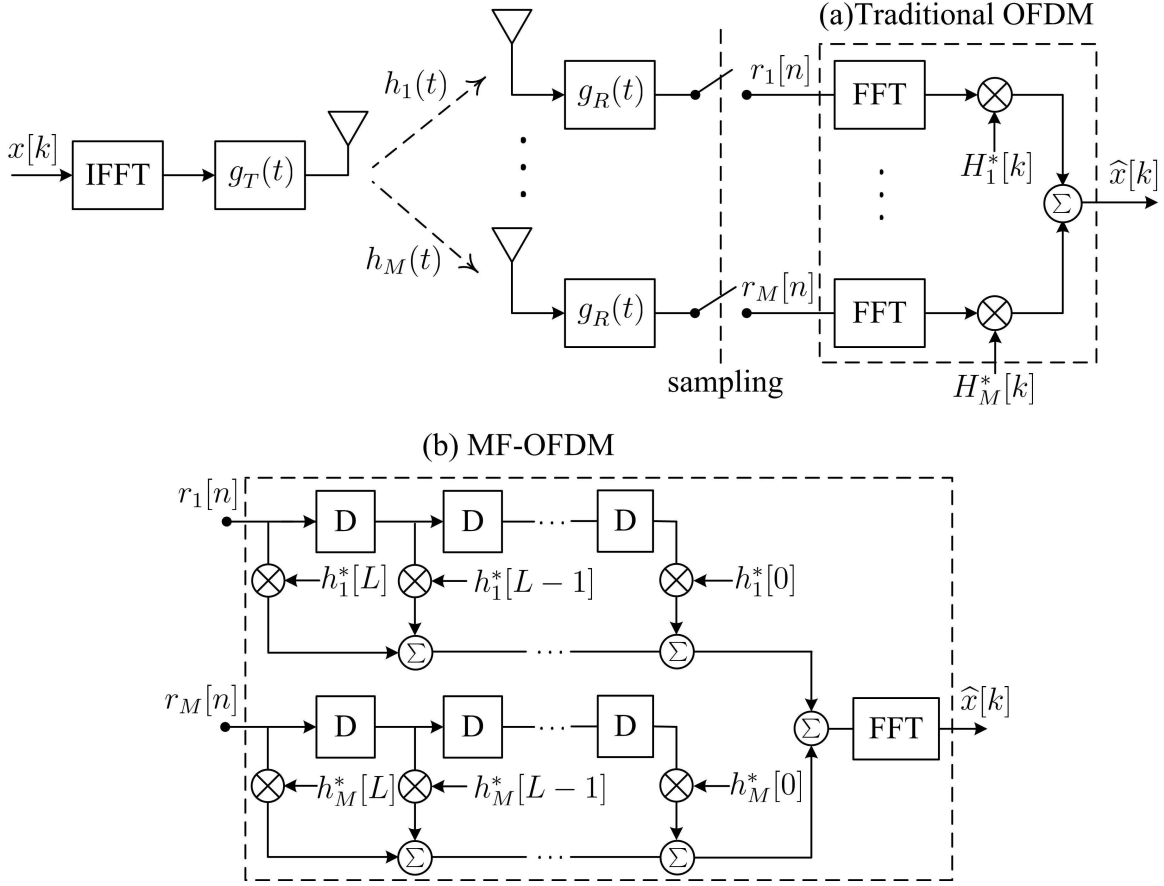 (a)Traditional OFDM
h_1(t)
g_R(t)
r_1[n]
FFT
x[k]
IFFT
g_T(t)
H_1^*[k]
x̂[k]
Σ
h_M(t)
g_R(t)
r_M[n]
FFT
sampling
H_M^*[k]
(b) MF-OFDM
r_1[n]
D
D
D
h_1^*[L]
h_1^*[L − 1]
h_1^*[0]
Σ
Σ
r_M[n]
D
D
D
Σ
FFT
x̂[k]
h_M^*[L]
h_M^*[L − 1]
h_M^*[0]
Σ
Σ